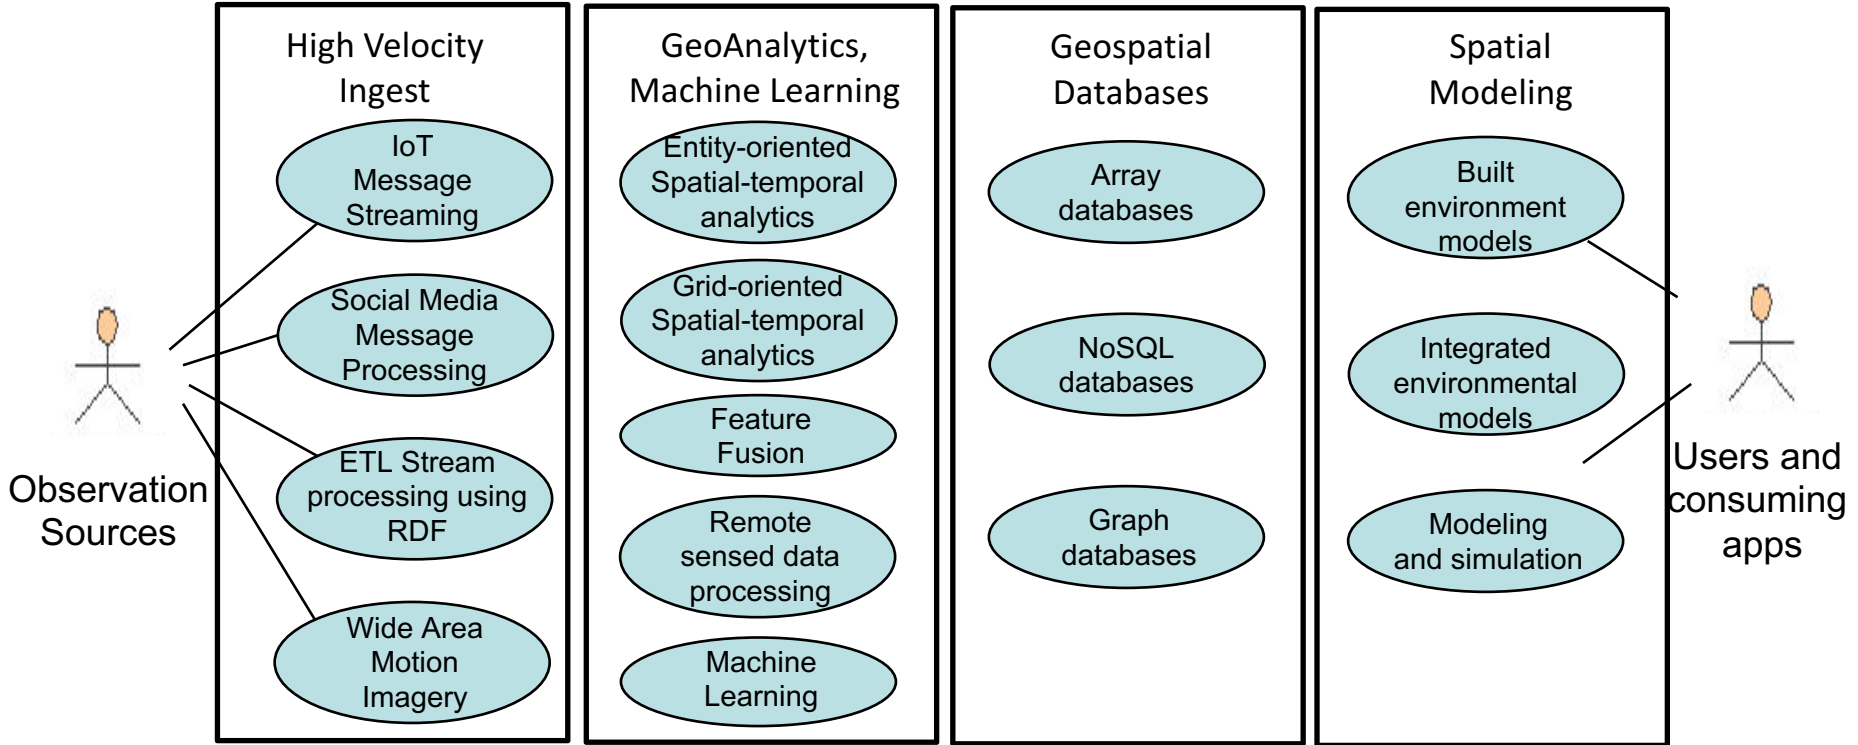 High Velocity
Ingest
IoT
Message
Streaming
Social Media
Message
Processing
ETL Stream
processing using
RDF
Wide Area
Motion
Imagery
Observation
Sources
GeoAnalytics,
Machine Learning
Entity-oriented
Spatial-temporal
analytics
Grid-oriented
Spatial-temporal
analytics
Feature
Fusion
Remote
sensed data
processing
Machine
Learning
Geospatial
Databases
Array
databases
NoSQL
databases
Graph
databases
Spatial
Modeling
Built
environment
models
Integrated
environmental
models
Modeling
and simulation
Users and
consuming
apps